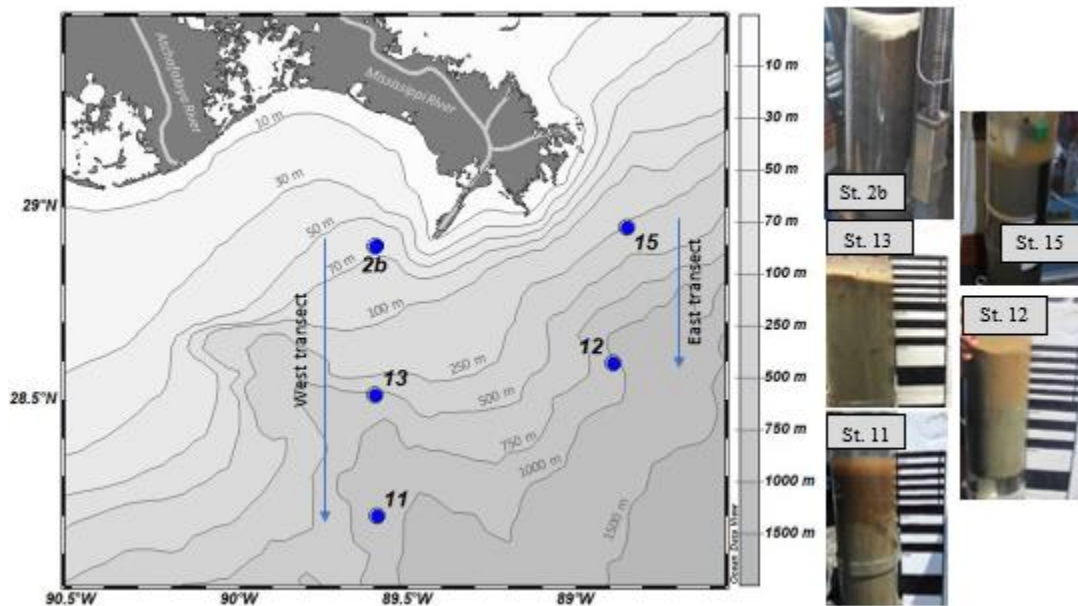 Atchafalaya River
Mississippi River
10 m
30 m
50 m
70 m
100 m
250 m
500 m
750 m
1000 m
1500 m
2b
15
13
12
11
West transect
East transect
29°N
28.5°N
90.5°W
90°W
89.5°W
89°W
10 m
30 m
50 m
70 m
100 m
250 m
500 m
750 m
1000 m
1500 m
Ocean Data View
St. 2b
St. 15
St. 13
St. 12
St. 11